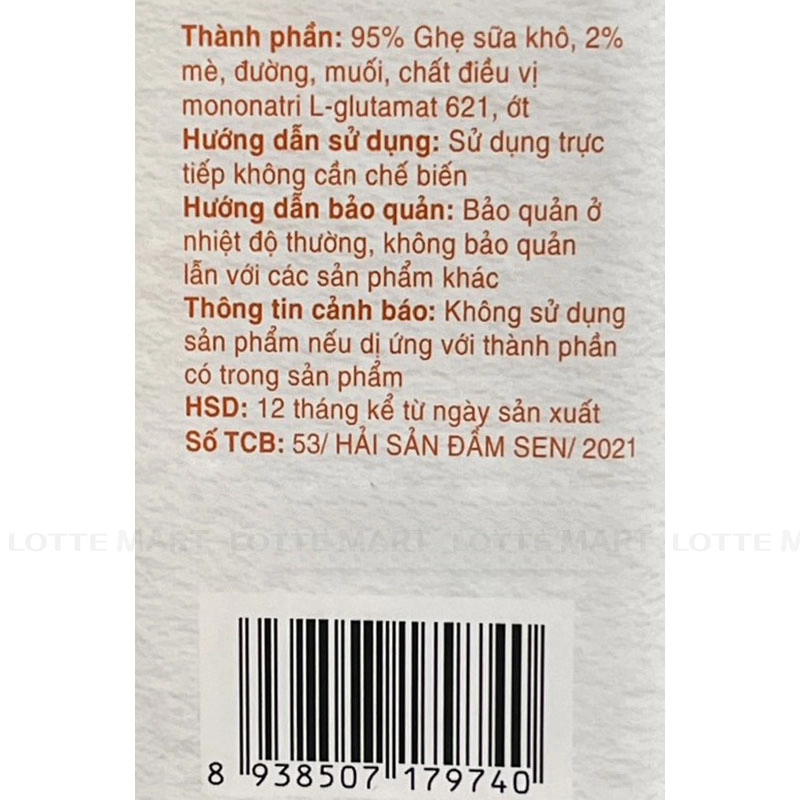 Thành phần: 95% Ghẹ sữa khô, 2%
mè, đường, muối, chất điều vị
mononatri L-glutamat 621, ớt
Hướng dẫn sử dụng: Sử dụng trực
tiếp không cần chế biến
Hướng dẫn bảo quản: Bảo quản ở
nhiệt độ thường, không bảo quản
lẫn với các sản phẩm khác
Thông tin cảnh báo: Không sử dụng
sản phẩm nếu dị ứng với thành phần
có trong sản phẩm
HSD: 12 tháng kể từ ngày sản xuất
Số TCB: 53/ HẢI SẢN ĐẦM SEN/ 2021
LOTTE MART LOTTE MART LOTTE MART LOTTE M
8 938507 179740